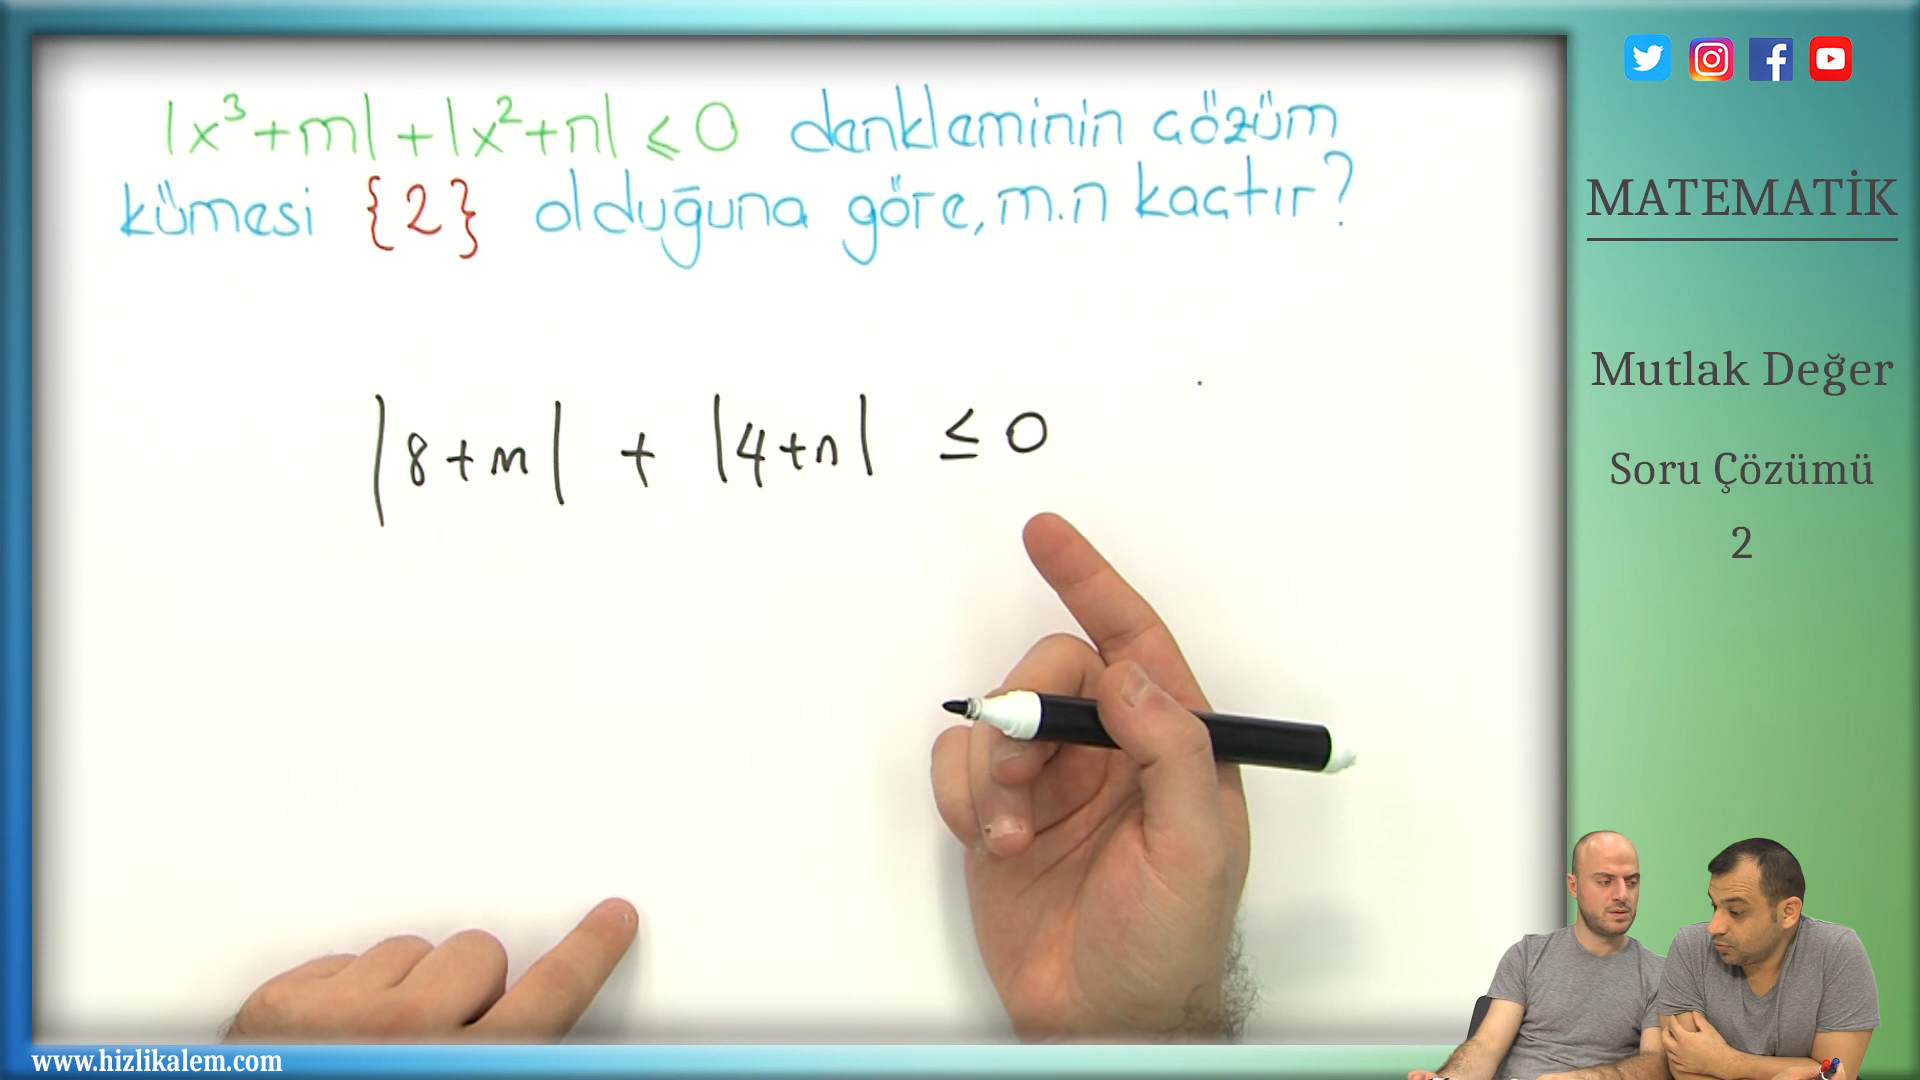 |x³+m|+|x²+n|⩽0 denkleminin çözüm
kümesi {2} olduğuna göre, m.n kaçtır?
|8+m| + |4+n| ≤ 0
MATEMATİK
Mutlak Değer
Soru Çözümü
2
www.hizlikalem.com